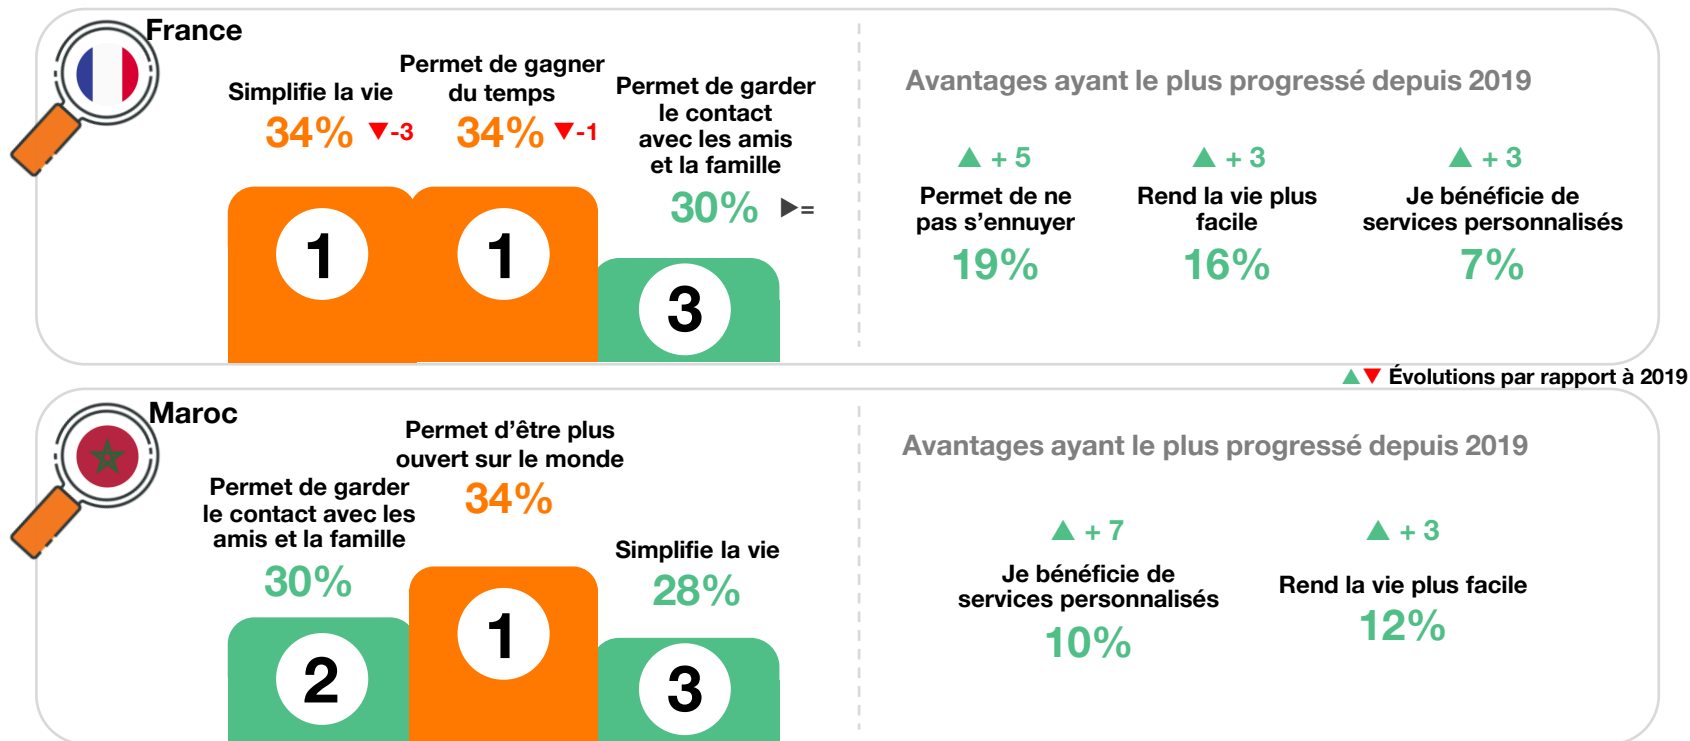 France
Simplifie la vie
34% ▼-3
Permet de gagner
du temps
34% ▼-1
Permet de garder
le contact
avec les amis
et la famille
30% ▶=
1
1
3
Avantages ayant le plus progressé depuis 2019
▲ + 5
Permet de ne
pas s’ennuyer
19%
▲ + 3
Rend la vie plus
facile
16%
▲ + 3
Je bénéficie de
services personnalisés
7%
▲▼ Évolutions par rapport à 2019
Maroc
Permet de garder
le contact avec les
amis et la famille
30%
Permet d’être plus
ouvert sur le monde
34%
Simplifie la vie
28%
2
1
3
Avantages ayant le plus progressé depuis 2019
▲ + 7
Je bénéficie de
services personnalisés
10%
▲ + 3
Rend la vie plus facile
12%